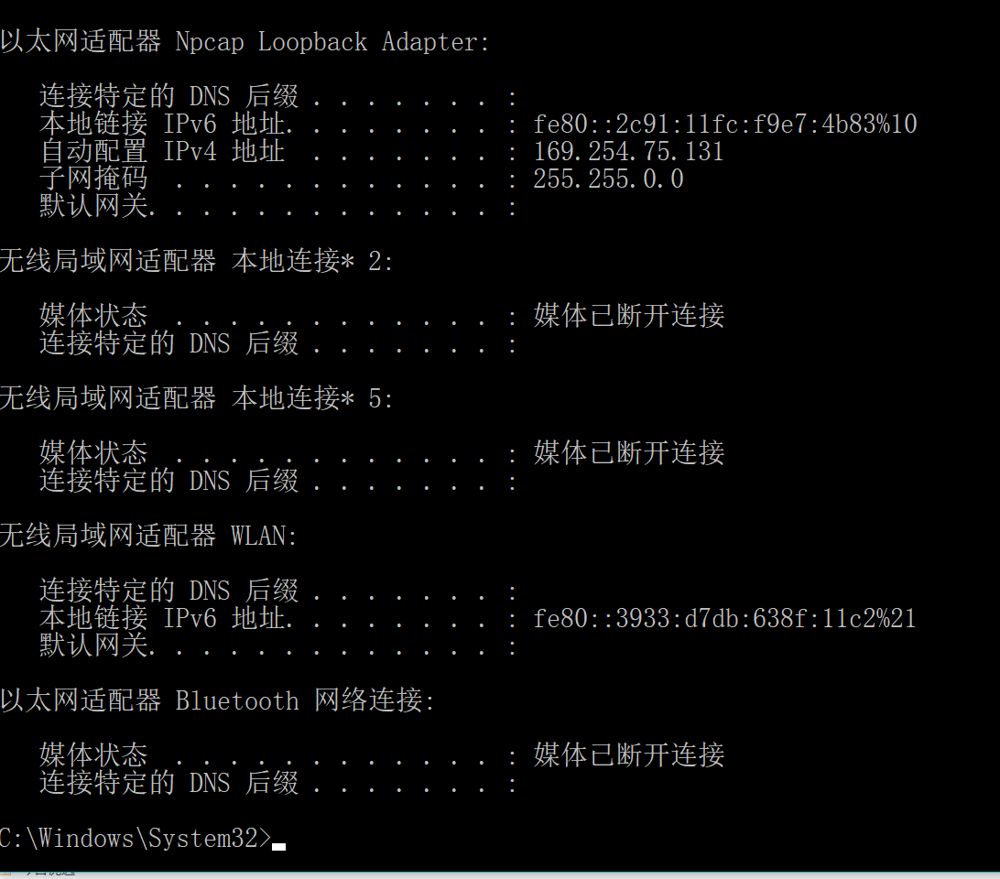 以太网适配器 Npcap Loopback Adapter:
连接特定的 DNS 后缀 . . . . . . . :
本地链接 IPv6 地址. . . . . . . . : fe80::2c91:11fc:f9e7:4b83%10
自动配置 IPv4 地址  . . . . . . . : 169.254.75.131
子网掩码  . . . . . . . . . . . . : 255.255.0.0
默认网关. . . . . . . . . . . . . :
无线局域网适配器 本地连接* 2:
媒体状态  . . . . . . . . . . . . : 媒体已断开连接
连接特定的 DNS 后缀 . . . . . . . :
无线局域网适配器 本地连接* 5:
媒体状态  . . . . . . . . . . . . : 媒体已断开连接
连接特定的 DNS 后缀 . . . . . . . :
无线局域网适配器 WLAN:
连接特定的 DNS 后缀 . . . . . . . :
本地链接 IPv6 地址. . . . . . . . : fe80::3933:d7db:638f:11c2%21
默认网关. . . . . . . . . . . . . :
以太网适配器 Bluetooth 网络连接:
媒体状态  . . . . . . . . . . . . : 媒体已断开连接
连接特定的 DNS 后缀 . . . . . . . :
C:\Windows\System32>